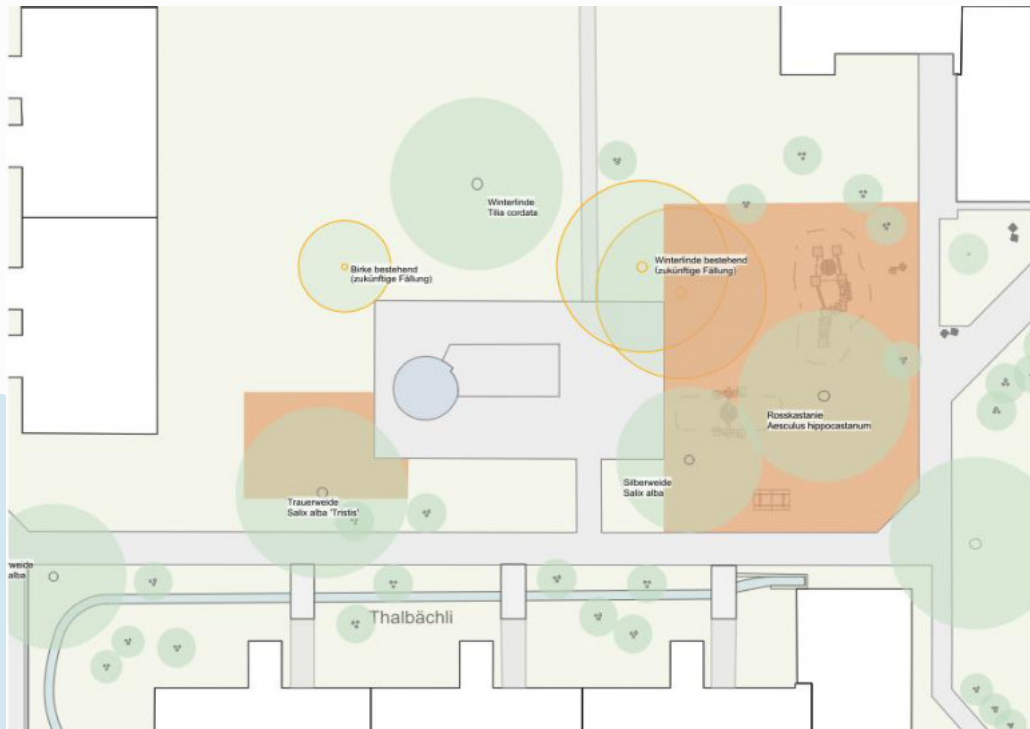 Winterlinde
Tilia cordata
Birke bestehend
(zukünftige Fällung)
Winterlinde bestehend
(zukünftige Fällung)
Rosskastanie
Aesculus hippocastanum
Trauerweide
Salix alba 'Tristis'
Silberweide
Salix alba
weide
alba
Thalbächli